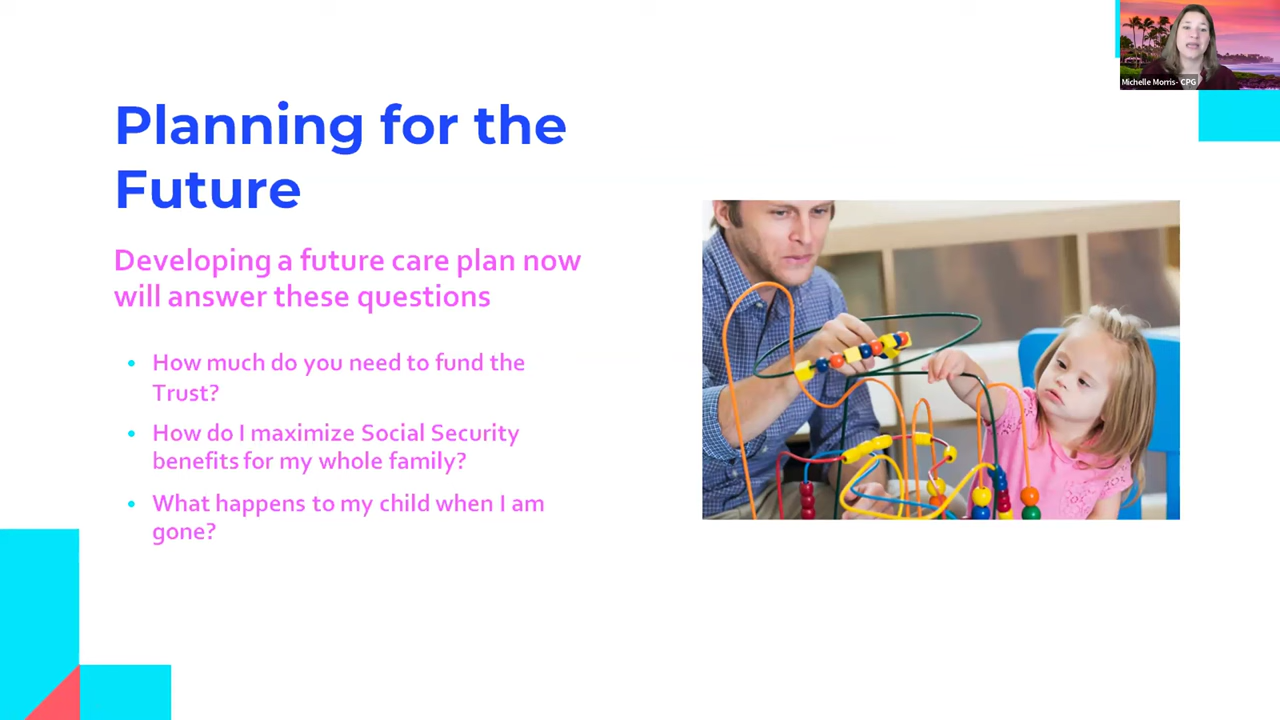 Michelle Morris- CPG
Planning for the
Future
Developing a future care plan now
will answer these questions
• How much do you need to fund the
Trust?
• How do I maximize Social Security
benefits for my whole family?
• What happens to my child when I am
gone?